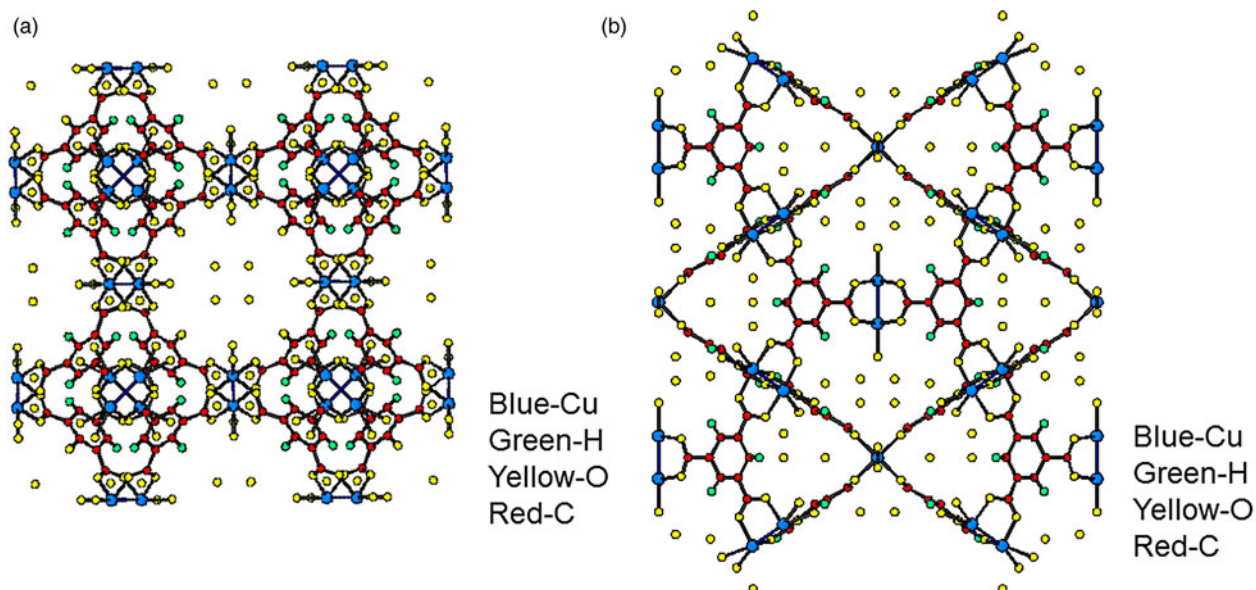 (a)
Blue-Cu
Green-H
Yellow-O
Red-C
(b)
Blue-Cu
Green-H
Yellow-O
Red-C